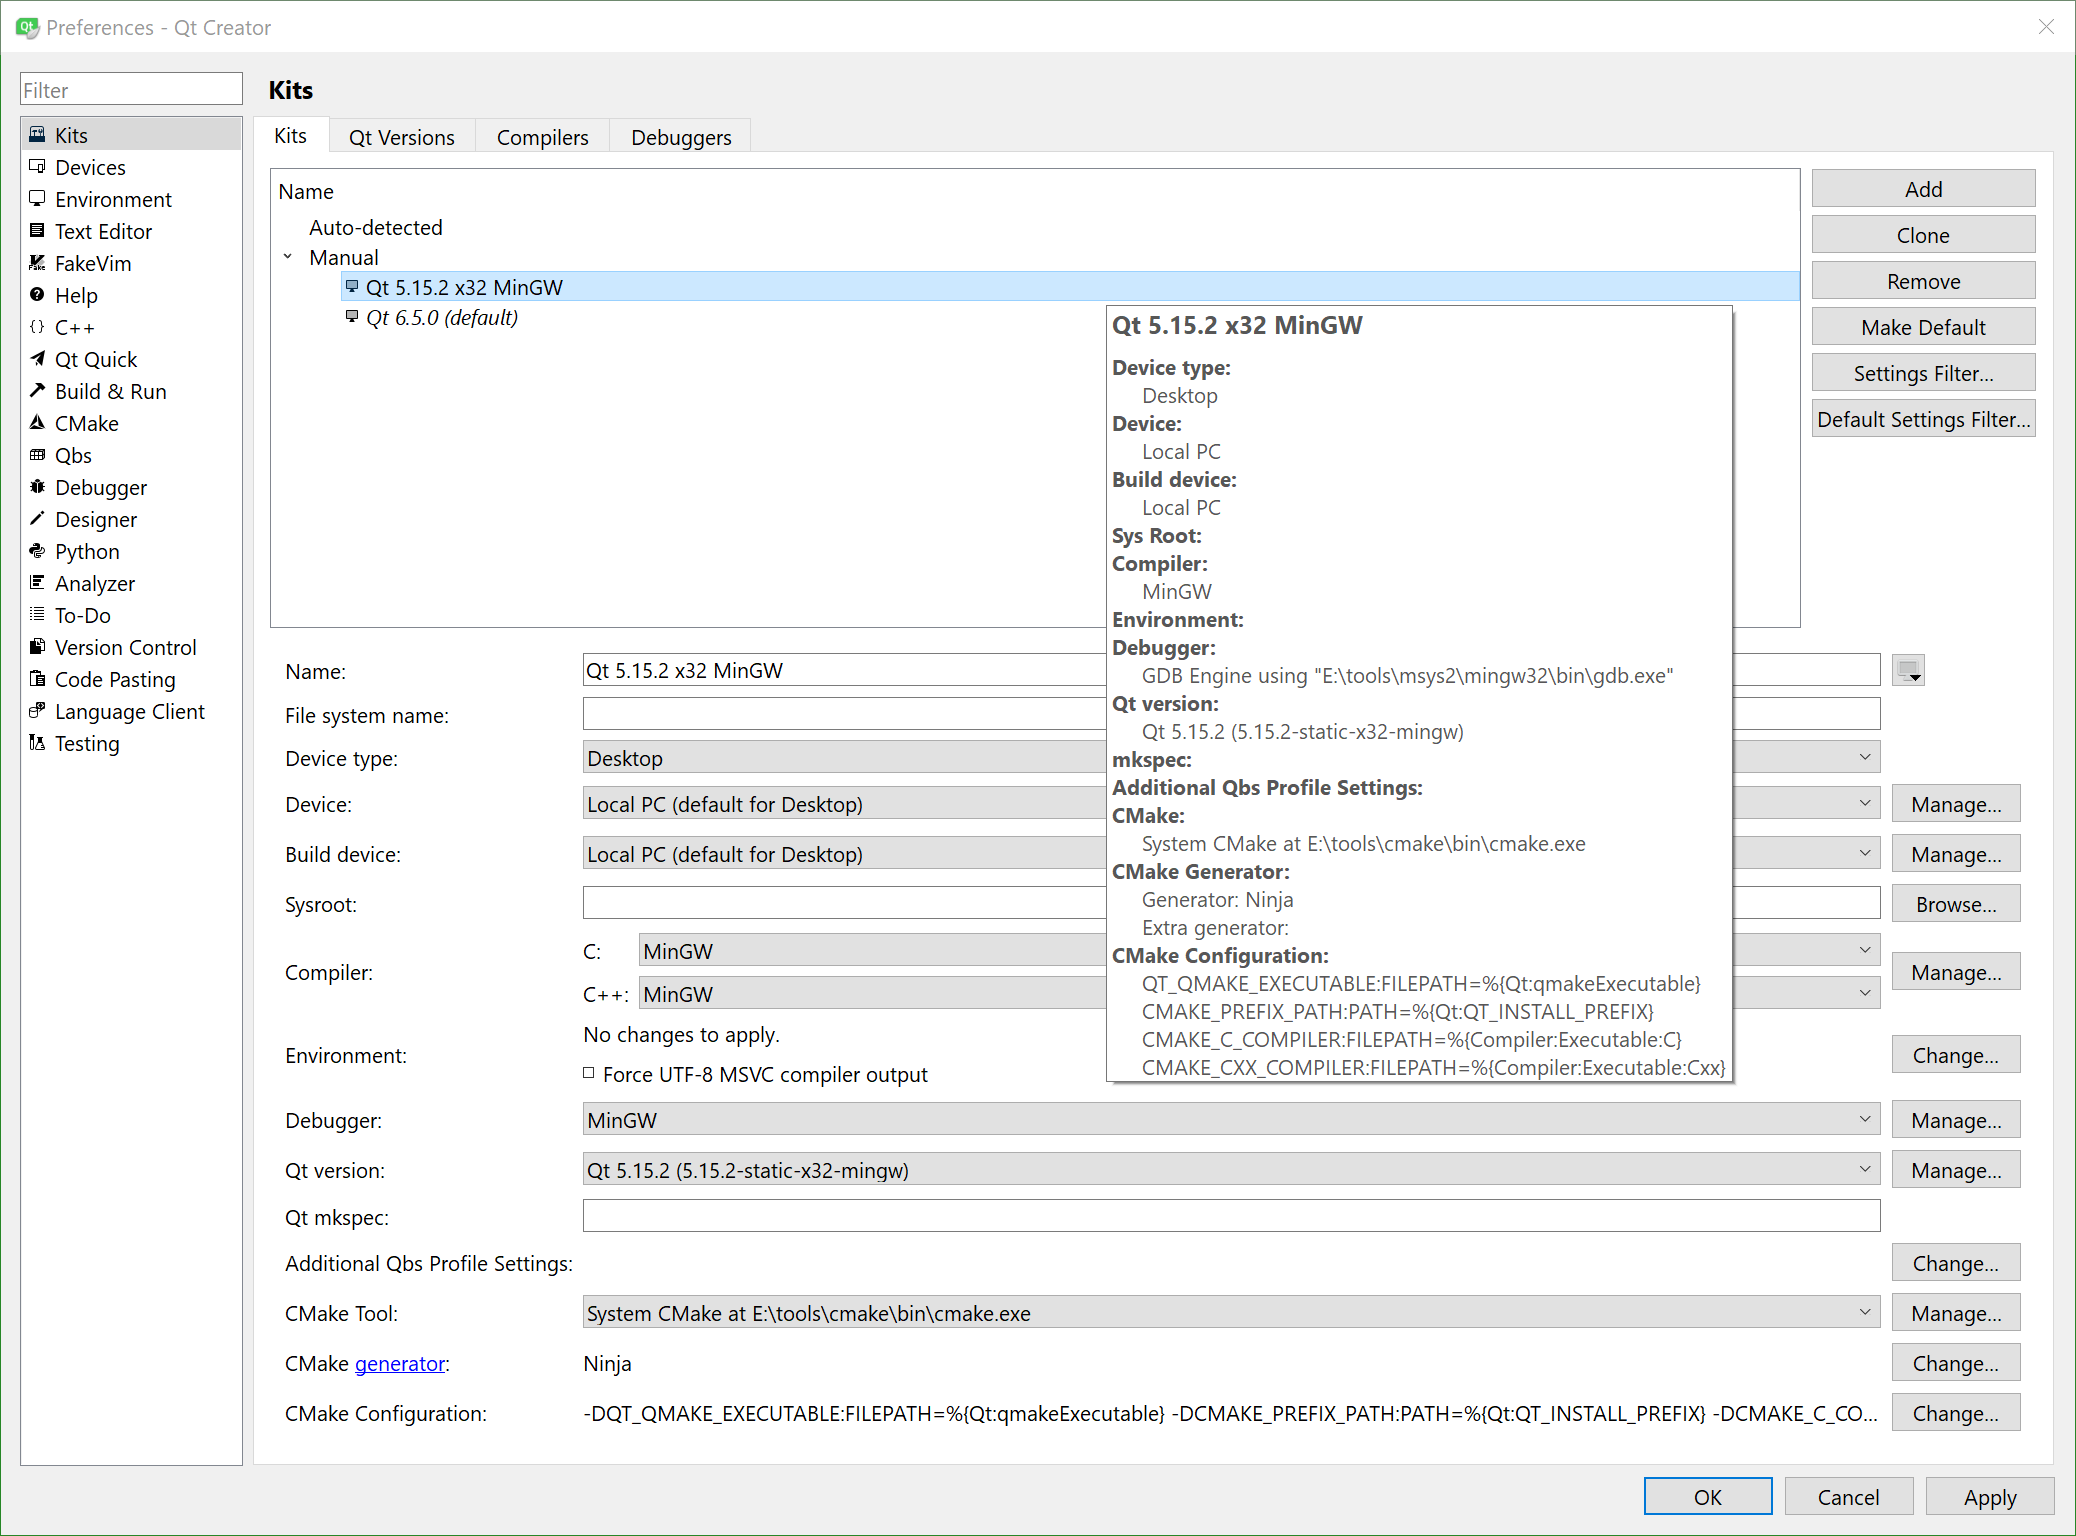 Preferences - Qt Creator
Filter
Kits
Devices
Environment
Text Editor
FakeVim
Help
C++
Qt Quick
Build & Run
CMake
Qbs
Debugger
Designer
Python
Analyzer
To-Do
Version Control
Code Pasting
Language Client
Testing
Kits
Kits
Qt Versions
Compilers
Debuggers
Name
Auto-detected
Manual
Qt 5.15.2 x32 MinGW
Qt 6.5.0 (default)
Add
Clone
Remove
Make Default
Settings Filter...
Default Settings Filter...
Qt 5.15.2 x32 MinGW
Device type:
Desktop
Device:
Local PC
Build device:
Local PC
Sys Root:
Compiler:
MinGW
Environment:
Debugger:
GDB Engine using "E:\tools\msys2\mingw32\bin\gdb.exe"
Qt version:
Qt 5.15.2 (5.15.2-static-x32-mingw)
mkspec:
Additional Qbs Profile Settings:
CMake:
System CMake at E:\tools\cmake\bin\cmake.exe
CMake Generator:
Generator: Ninja
Extra generator:
CMake Configuration:
QT_QMAKE_EXECUTABLE:FILEPATH=%{Qt:qmakeExecutable}
CMAKE_PREFIX_PATH:PATH=%{Qt:QT_INSTALL_PREFIX}
CMAKE_C_COMPILER:FILEPATH=%{Compiler:Executable:C}
CMAKE_CXX_COMPILER:FILEPATH=%{Compiler:Executable:Cxx}
Name: Qt 5.15.2 x32 MinGW
File system name:
Device type: Desktop
Device: Local PC (default for Desktop) Manage...
Build device: Local PC (default for Desktop) Manage...
Sysroot: Browse...
Compiler: C: MinGW
C++: MinGW
Manage...
Environment: No changes to apply.
Force UTF-8 MSVC compiler output
Change...
Debugger: MinGW Manage...
Qt version: Qt 5.15.2 (5.15.2-static-x32-mingw) Manage...
Qt mkspec:
Additional Qbs Profile Settings: Change...
CMake Tool: System CMake at E:\tools\cmake\bin\cmake.exe Manage...
CMake generator: Ninja Change...
CMake Configuration: -DQT_QMAKE_EXECUTABLE:FILEPATH=%{Qt:qmakeExecutable} -DCMAKE_PREFIX_PATH:PATH=%{Qt:QT_INSTALL_PREFIX} -DCMAKE_C_CO... Change...
OK
Cancel
Apply